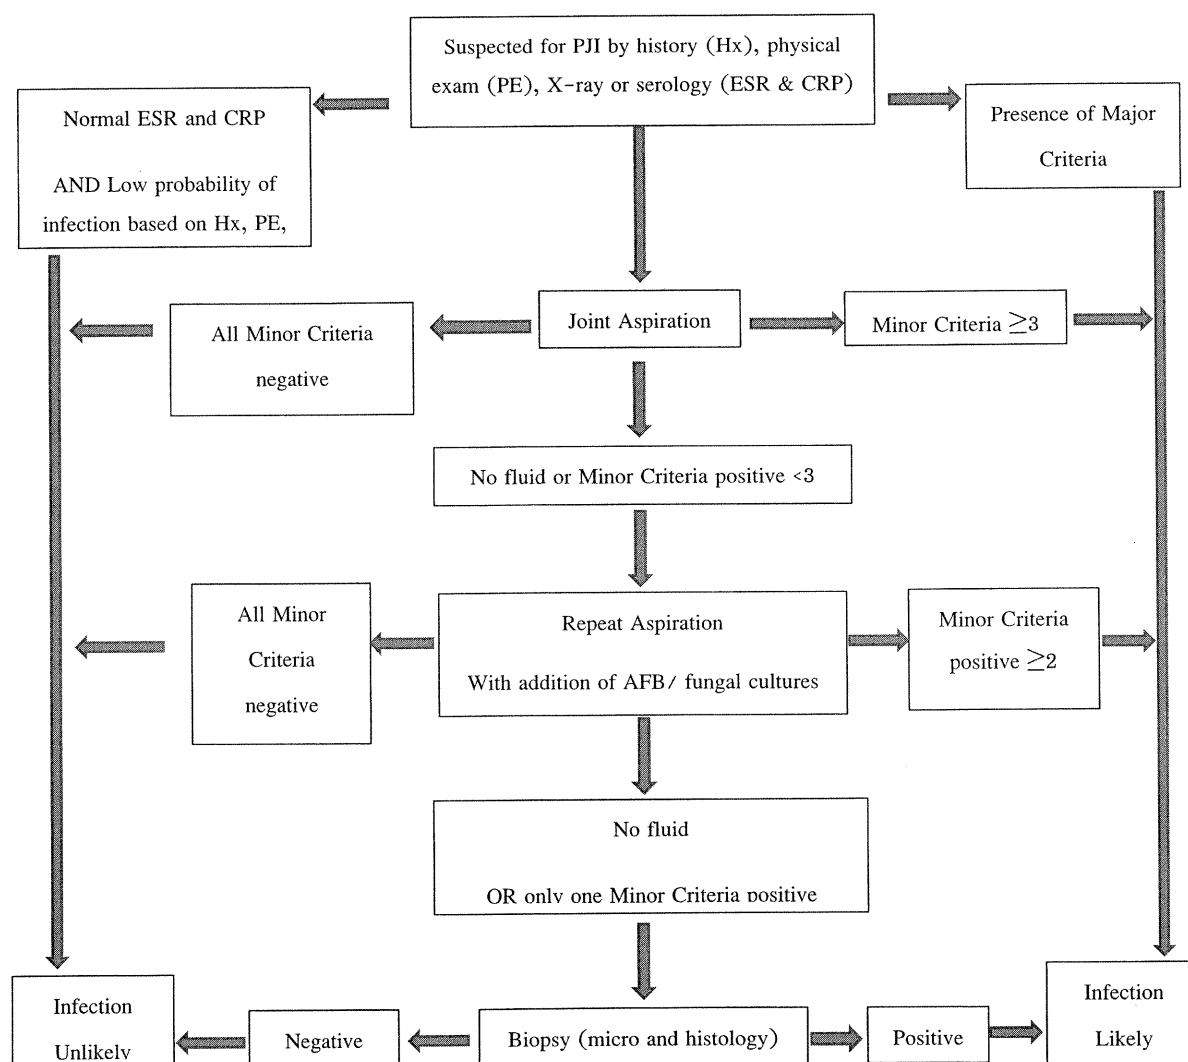 Suspected for PJI by history (Hx), physical
exam (PE), X-ray or serology (ESR & CRP)
Normal ESR and CRP
AND Low probability of
infection based on Hx, PE,
Presence of Major
Criteria
All Minor Criteria
negative
Joint Aspiration
Minor Criteria ≥3
No fluid or Minor Criteria positive <3
All Minor
Criteria
negative
Repeat Aspiration
With addition of AFB/ fungal cultures
Minor Criteria
positive ≥2
No fluid
OR only one Minor Criteria positive
Infection
Unlikely
Negative
Biopsy (micro and histology)
Positive
Infection
Likely